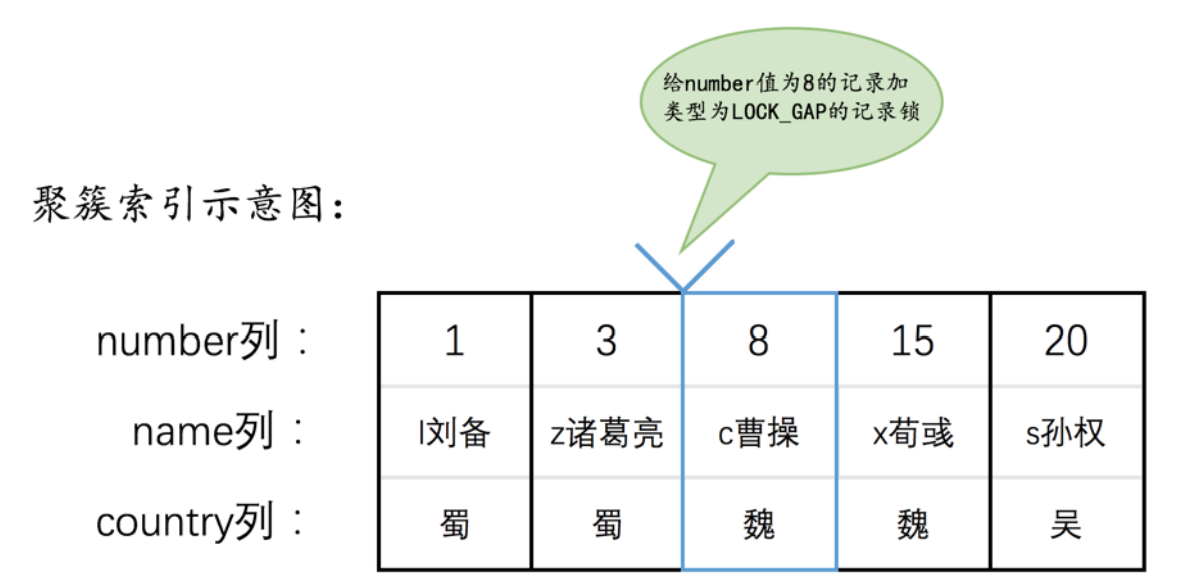 给number值为8的记录加
类型为LOCK_GAP的记录锁
聚簇索引示意图：
number列： 1 3 8 15 20
name列： l刘备 z诸葛亮 c曹操 x荀彧 s孙权
country列： 蜀 蜀 魏 魏 吴